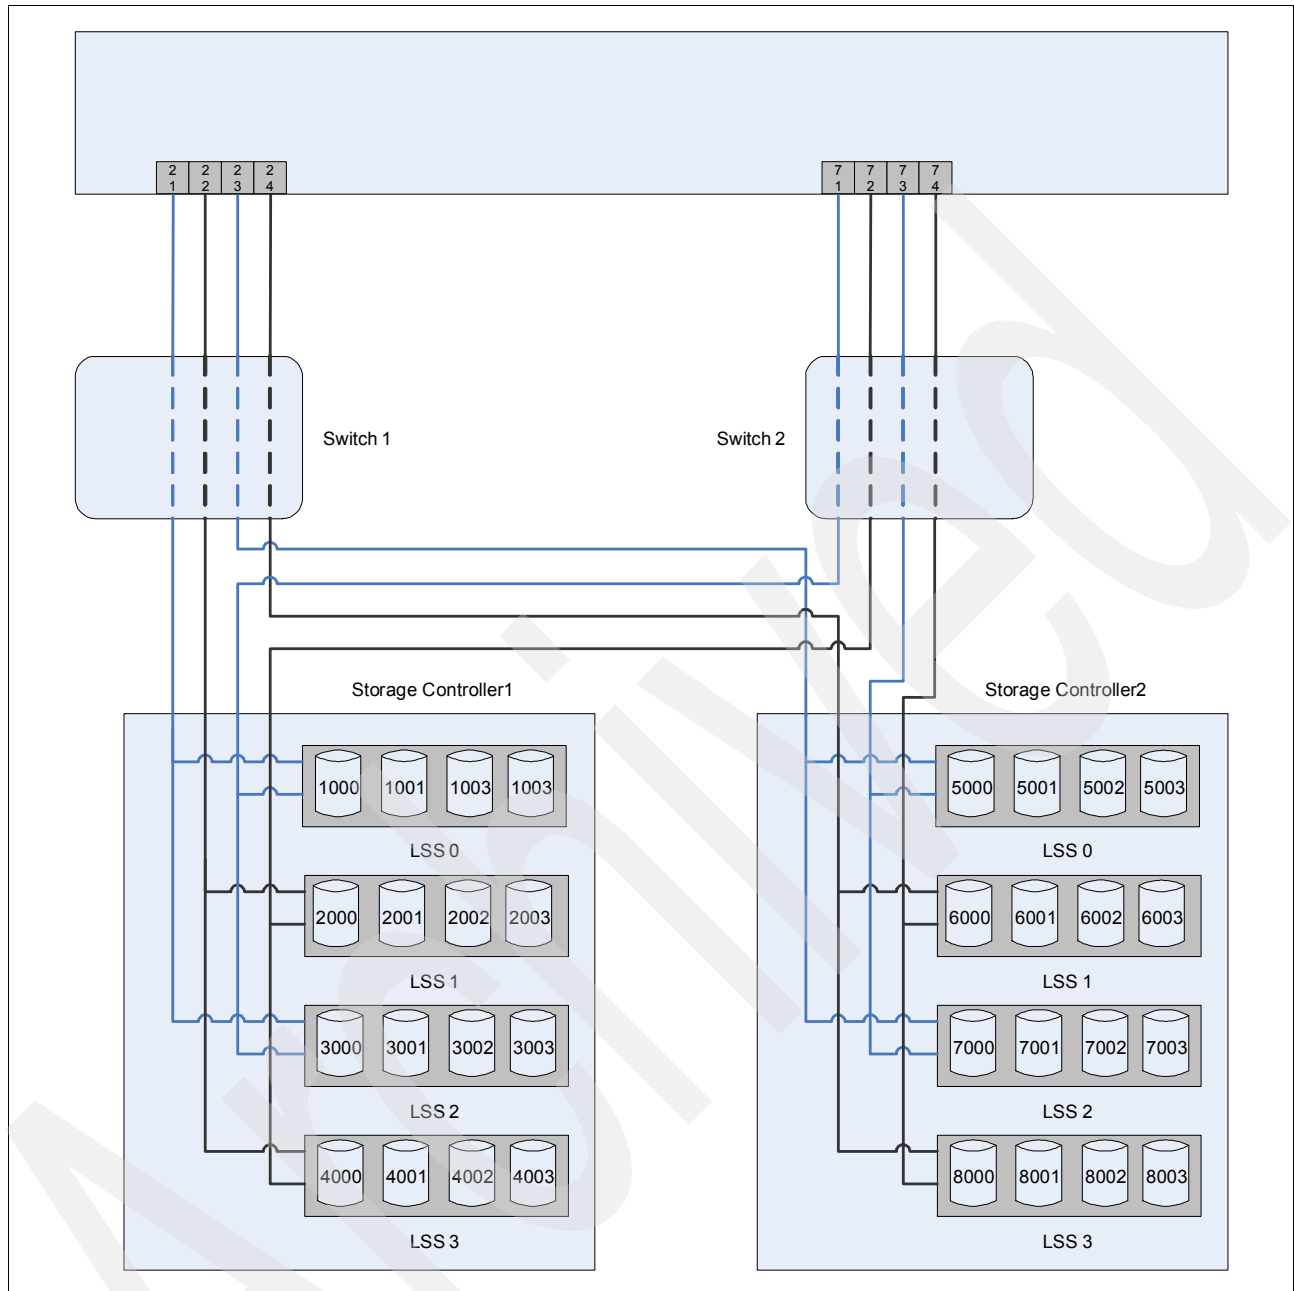 2 2 2 2
1 2 3 4
7 7 7 7
1 2 3 4
Switch 1
Switch 2
Storage Controller1
Storage Controller2
1000 1001 1003 1003
LSS 0
2000 2001 2002 2003
LSS 1
3000 3001 3002 3003
LSS 2
4000 4001 4002 4003
LSS 3
5000 5001 5002 5003
LSS 0
6000 6001 6002 6003
LSS 1
7000 7001 7002 7003
LSS 2
8000 8001 8002 8003
LSS 3
Archived